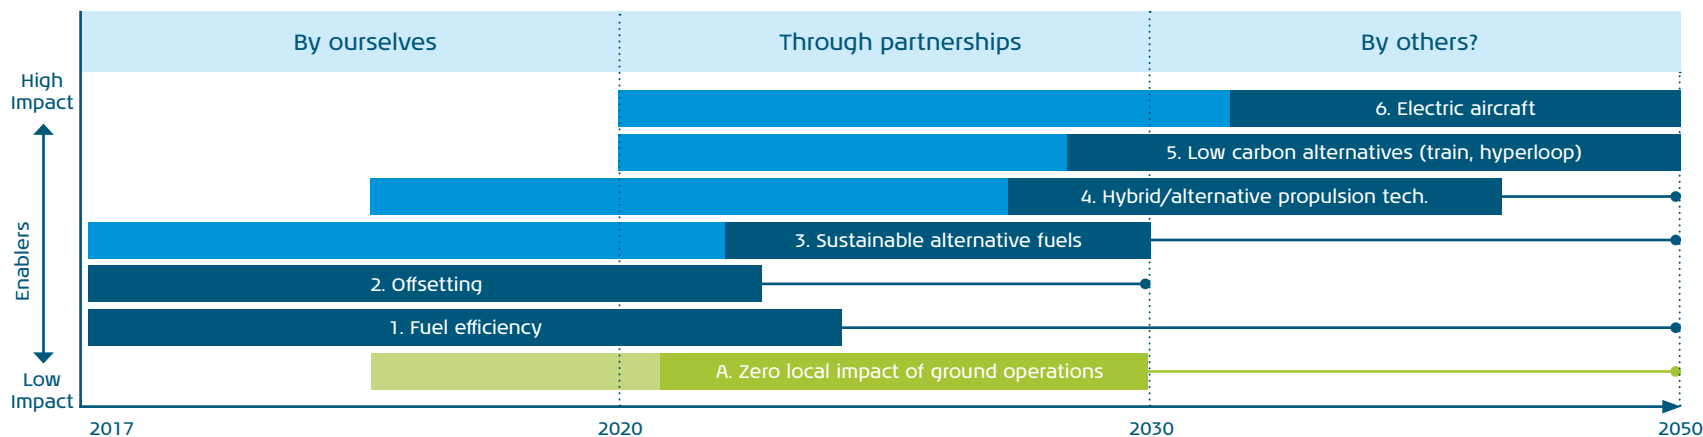 By ourselves
Through partnerships
By others?
High
Impact
Enablers
Low
Impact
6. Electric aircraft
5. Low carbon alternatives (train, hyperloop)
4. Hybrid/alternative propulsion tech.
3. Sustainable alternative fuels
2. Offsetting
1. Fuel efficiency
A. Zero local impact of ground operations
2017
2020
2030
2050